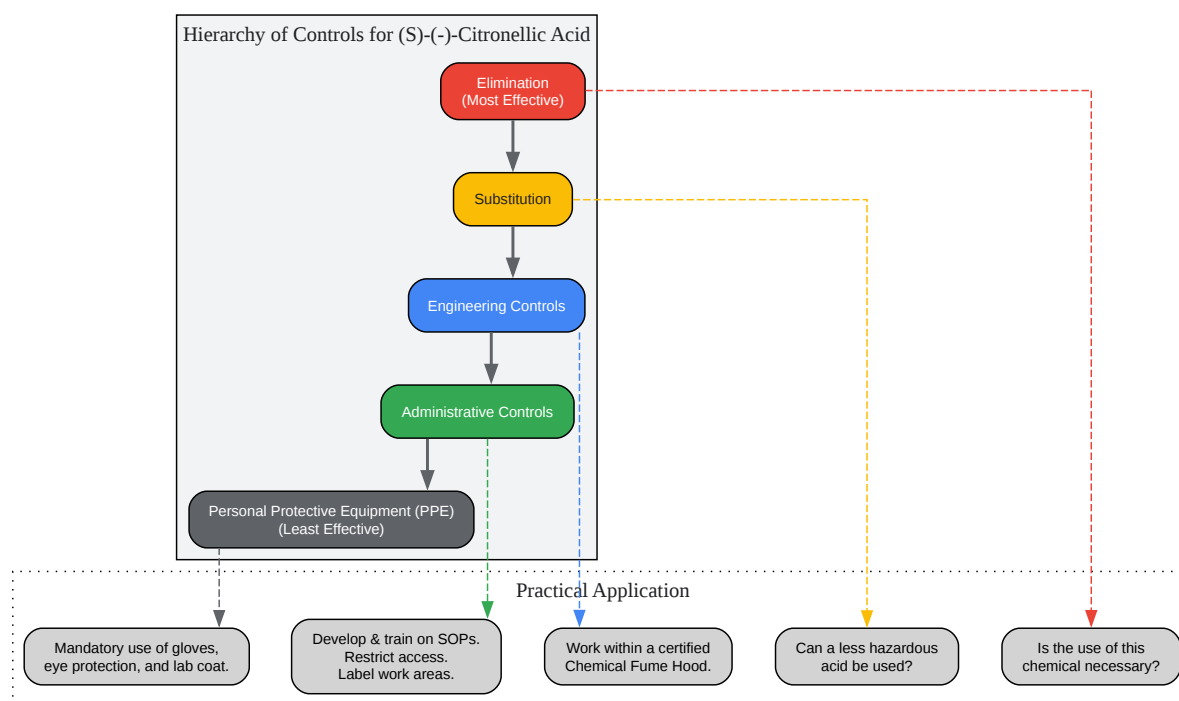 Hierarchy of Controls for (S)-(-)-Citronellic Acid
Elimination
(Most Effective)
Substitution
Engineering Controls
Administrative Controls
Personal Protective Equipment (PPE)
(Least Effective)
Practical Application
Mandatory use of gloves,
eye protection, and lab coat.
Develop & train on SOPs.
Restrict access.
Label work areas.
Work within a certified
Chemical Fume Hood.
Can a less hazardous
acid be used?
Is the use of this
chemical necessary?